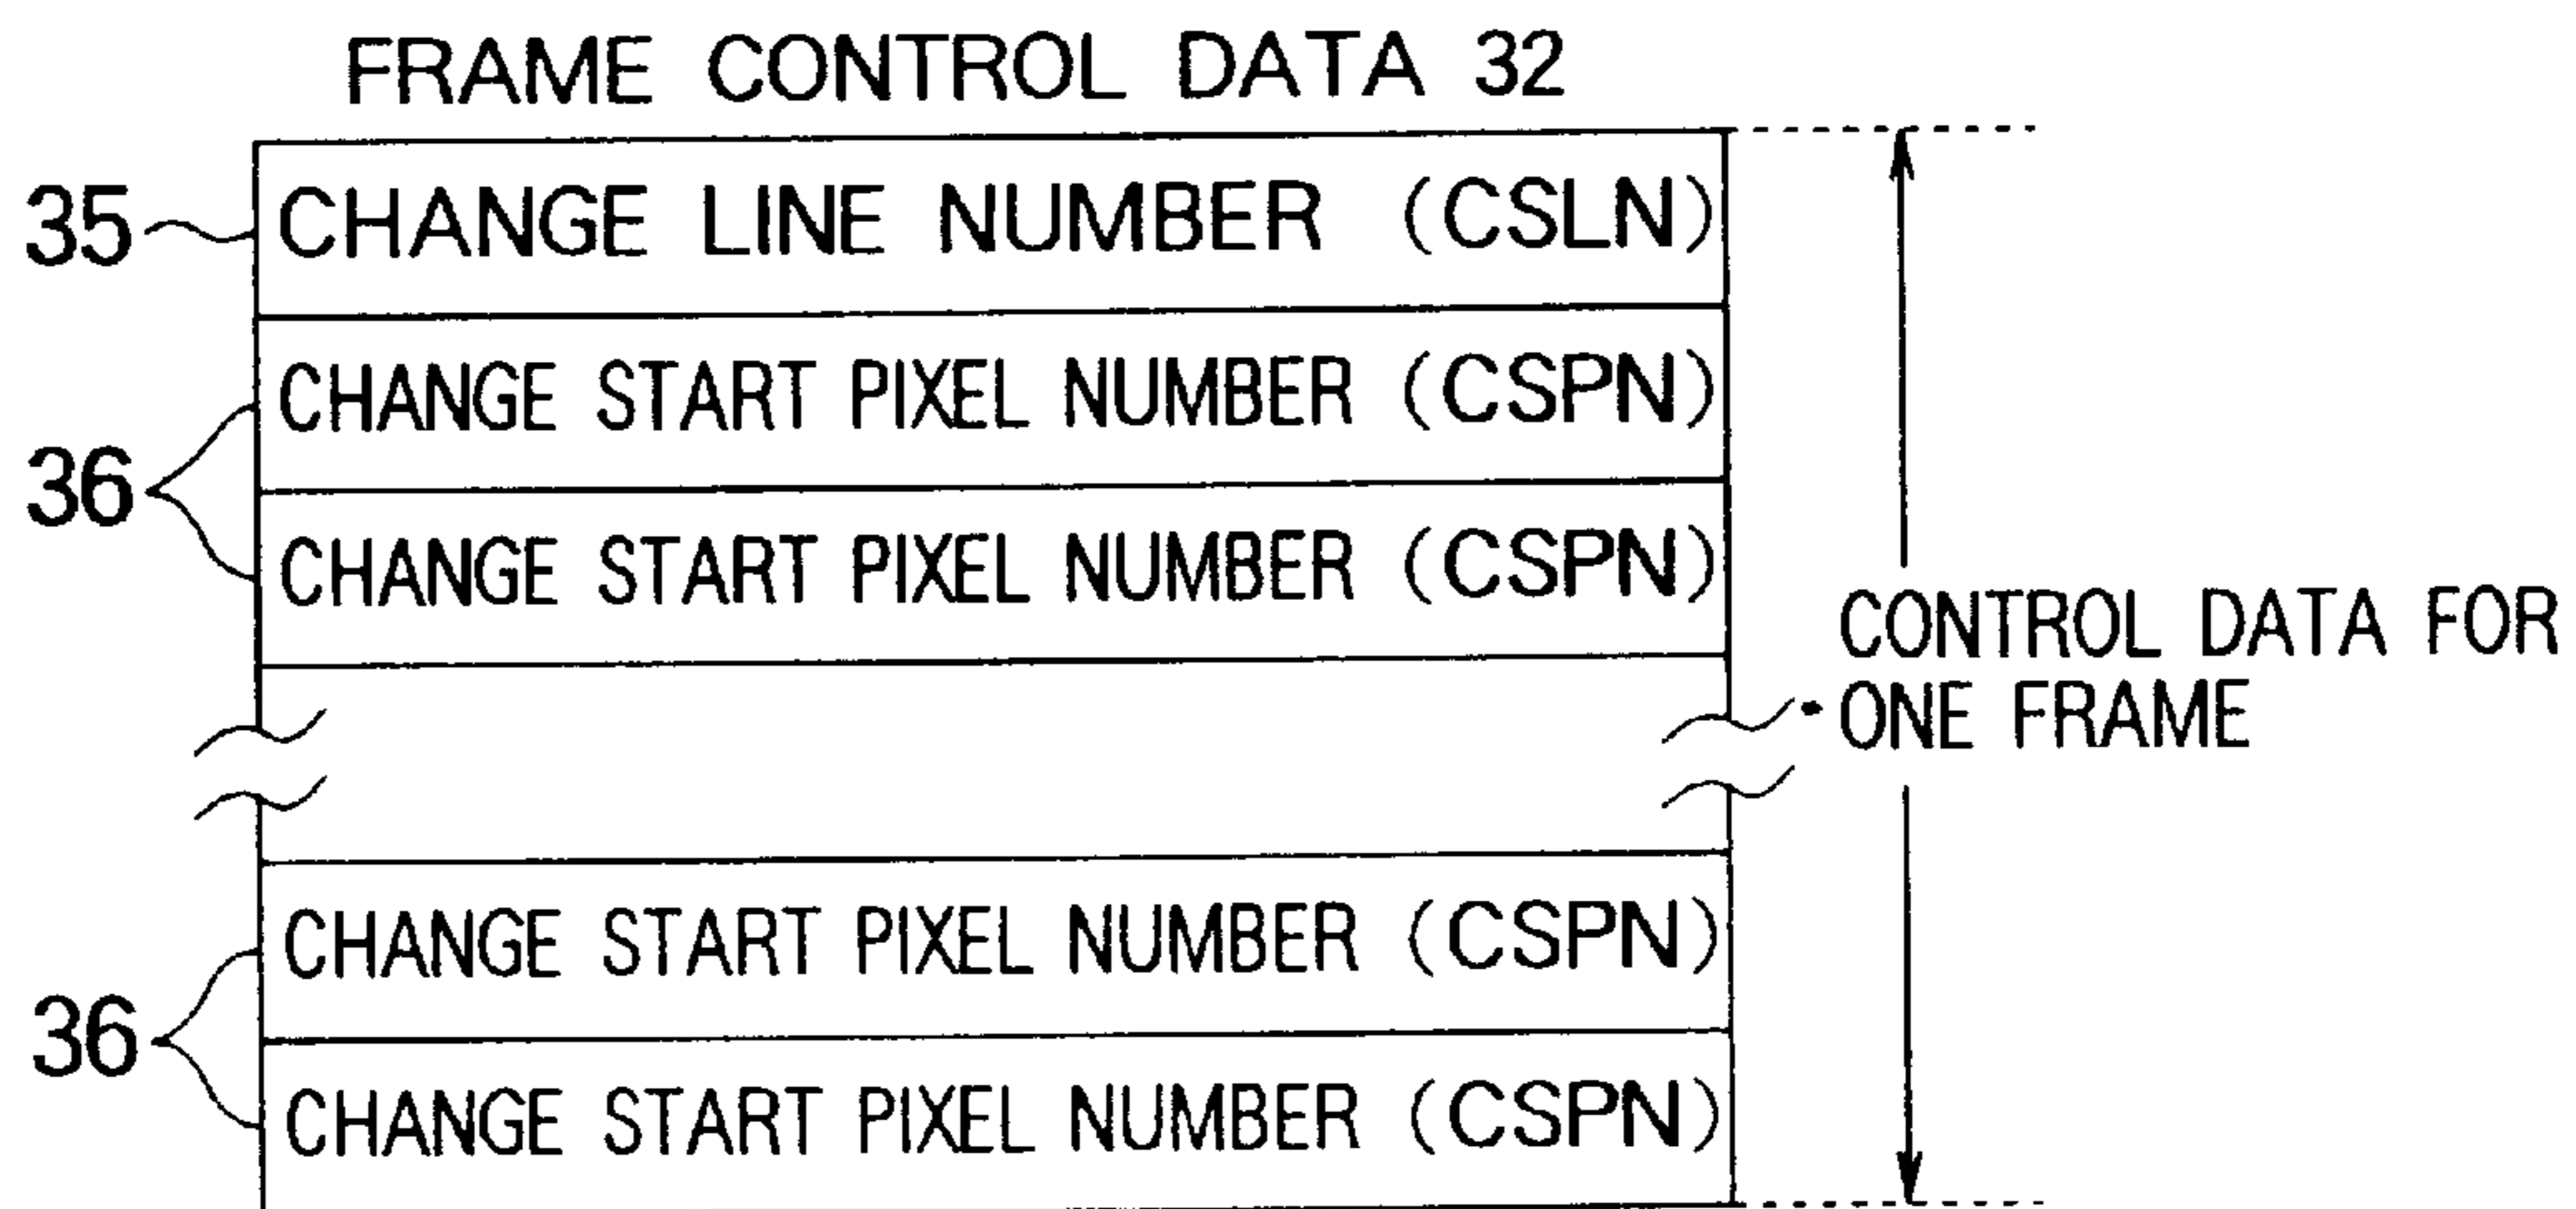 FRAME CONTROL DATA 32
35 CHANGE LINE NUMBER (CSLN)
CHANGE START PIXEL NUMBER (CSPN)
36
CHANGE START PIXEL NUMBER (CSPN)
CONTROL DATA FOR
ONE FRAME
CHANGE START PIXEL NUMBER (CSPN)
36
CHANGE START PIXEL NUMBER (CSPN)